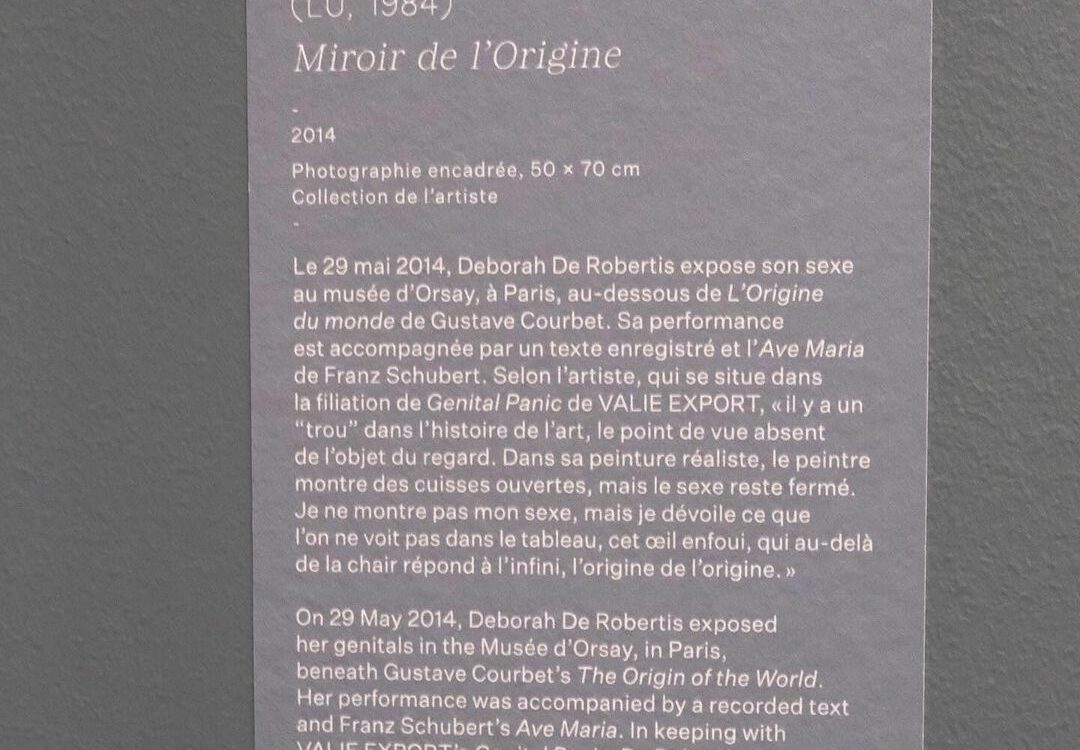 (LU, 1984)
Miroir de l'Origine
-
2014
Photographie encadrée, 50 × 70 cm
Collection de l'artiste
-
Le 29 mai 2014, Deborah De Robertis expose son sexe
au musée d'Orsay, à Paris, au-dessous de L'Origine
du monde de Gustave Courbet. Sa performance
est accompagnée par un texte enregistré et l'Ave Maria
de Franz Schubert. Selon l'artiste, qui se situe dans
la filiation de Genital Panic de VALIE EXPORT, « il y a un
“trou” dans l'histoire de l'art, le point de vue absent
de l'objet du regard. Dans sa peinture réaliste, le peintre
montre des cuisses ouvertes, mais le sexe reste fermé.
Je ne montre pas mon sexe, mais je dévoile ce que
l'on ne voit pas dans le tableau, cet œil enfoui, qui au-delà
de la chair répond à l'infini, l'origine de l'origine. »
On 29 May 2014, Deborah De Robertis exposed
her genitals in the Musée d'Orsay, in Paris,
beneath Gustave Courbet's The Origin of the World.
Her performance was accompanied by a recorded text
and Franz Schubert's Ave Maria. In keeping with
VALIE EXPORT's Genital Panic, De